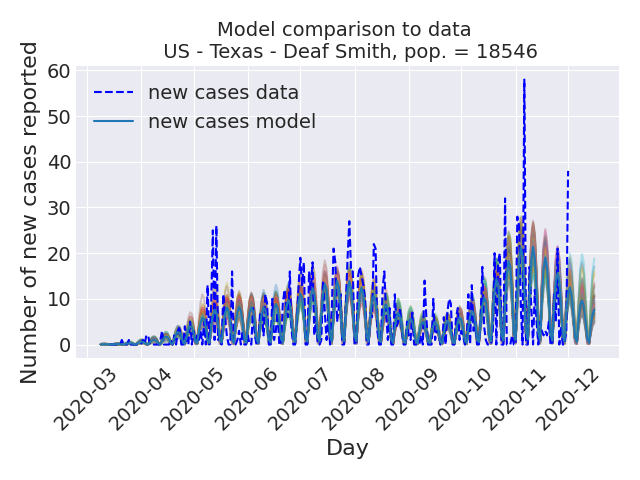 Model comparison to data
US - Texas - Deaf Smith, pop. = 18546
Number of new cases reported
60
50
40
30
20
10
0
new cases data
new cases model
2020-03
2020-04
2020-05
2020-06
2020-07
2020-08
2020-09
2020-10
2020-11
2020-12
Day